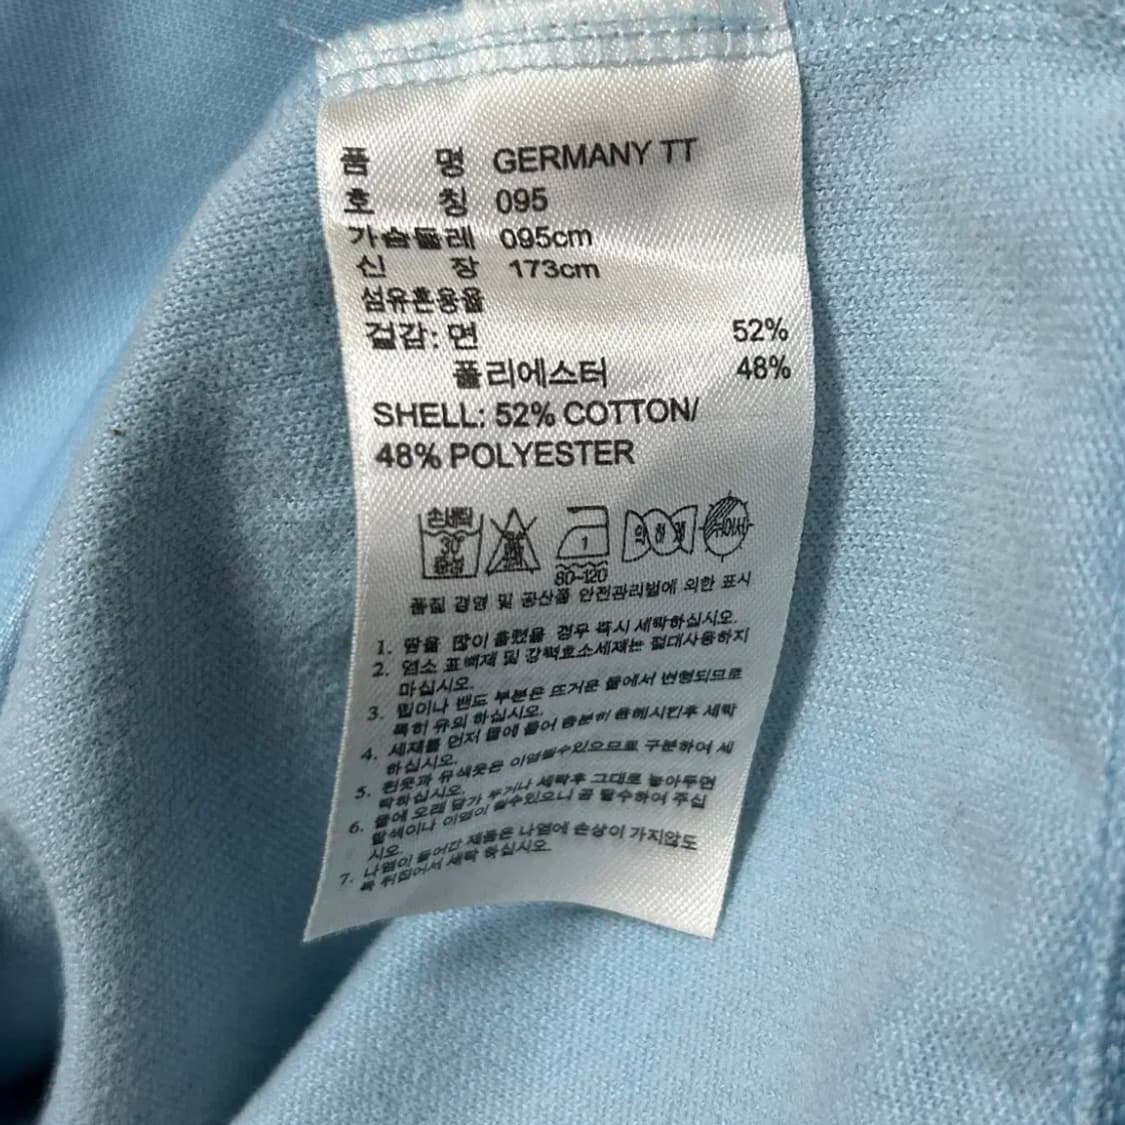 품 명 GERMANY TT
호 칭 095
가슴둘레 095cm
신 장 173cm
섬유혼용율
겉감: 면 52%
폴리에스터 48%
SHELL: 52% COTTON/
48% POLYESTER
손세탁
30°
중성
1
80~120
약하게
뉘어서
품질 경영 및 공산품 안전관리법에 의한 표시
1. 땀을 많이 흘렸을 경우 즉시 세탁하십시오.
2. 염소 표백제 및 강력효소세제는 절대사용하지
마십시오.
3. 립이나 밴드 부분은 뜨거운 물에서 변형되므로
특히 유의 하십시오.
4. 세제를 먼저 물에 풀어 충분히 용해시킨후 세탁
하십시오.
5. 흰옷과 유색옷은 이염될수있으므로 구분하여 세
탁하십시오.
6. 물에 오래 담가 두거나 세탁후 그대로 놓아두면
탈색이나 이염이 될수있으니 곧 탈수하여 주십
시오.
7. 나염이 들어간 제품은 나염에 손상이 가지않도
록 뒤집어서 세탁 하십시오